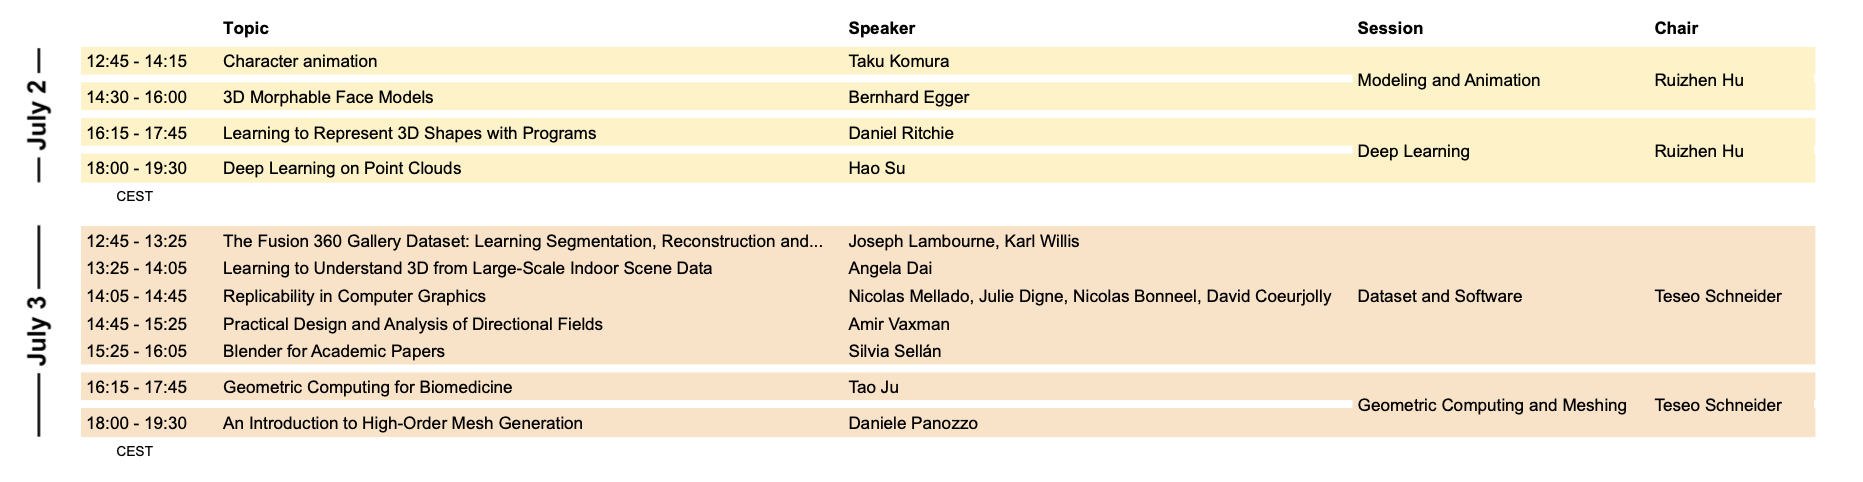 Topic Speaker Session Chair
July 2
12:45 - 14:15 Character animation Taku Komura
Modeling and Animation Ruizhen Hu
14:30 - 16:00 3D Morphable Face Models Bernhard Egger
16:15 - 17:45 Learning to Represent 3D Shapes with Programs Daniel Ritchie
Deep Learning Ruizhen Hu
18:00 - 19:30 Deep Learning on Point Clouds Hao Su
CEST
July 3
12:45 - 13:25 The Fusion 360 Gallery Dataset: Learning Segmentation, Reconstruction and... Joseph Lambourne, Karl Willis
13:25 - 14:05 Learning to Understand 3D from Large-Scale Indoor Scene Data Angela Dai
14:05 - 14:45 Replicability in Computer Graphics Nicolas Mellado, Julie Digne, Nicolas Bonneel, David Coeurjolly Dataset and Software Teseo Schneider
14:45 - 15:25 Practical Design and Analysis of Directional Fields Amir Vaxman
15:25 - 16:05 Blender for Academic Papers Silvia Sellán
16:15 - 17:45 Geometric Computing for Biomedicine Tao Ju
Geometric Computing and Meshing Teseo Schneider
18:00 - 19:30 An Introduction to High-Order Mesh Generation Daniele Panozzo
CEST